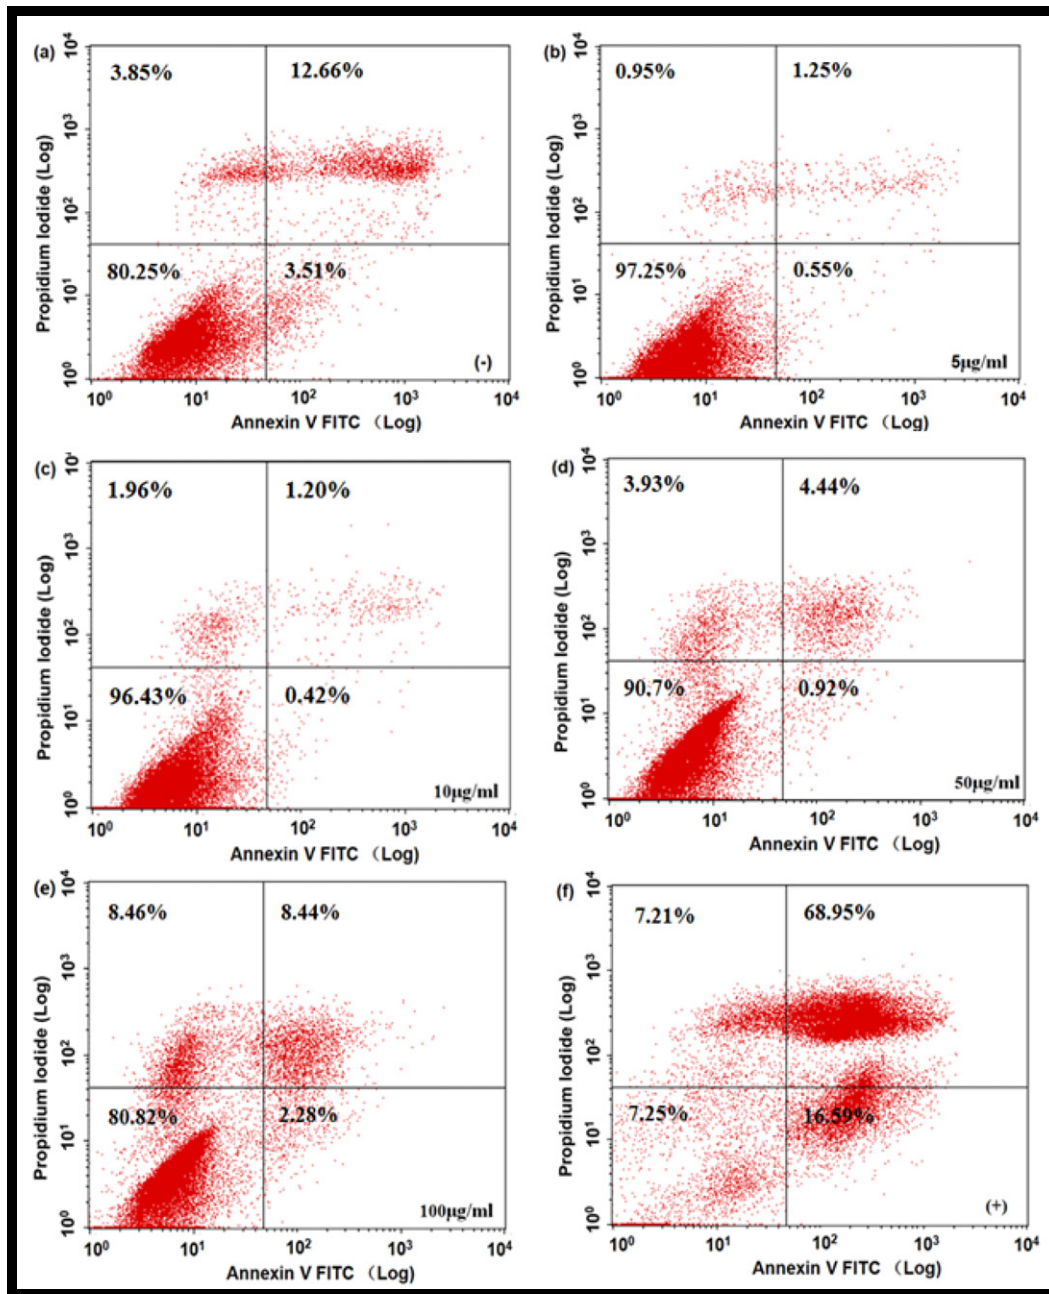 (a)
3.85%
12.66%
80.25%
3.51%
(-)
10⁰ 10¹ 10² 10³ 10⁴
10⁰ 10¹ 10² 10³ 10⁴
Propidium Iodide (Log)
Annexin V FITC （Log)
(b)
0.95%
1.25%
97.25%
0.55%
5μg/ml
10⁰ 10¹ 10² 10³ 10⁴
10⁰ 10¹ 10² 10³ 10⁴
Propidium Iodide (Log)
Annexin V FITC （Log)
(c)
1.96%
1.20%
96.43%
0.42%
10μg/ml
10⁰ 10¹ 10² 10³ 10⁴
10⁰ 10¹ 10² 10³ 10⁴
Propidium Iodide (Log)
Annexin V FITC （Log)
(d)
3.93%
4.44%
90.7%
0.92%
50μg/ml
10⁰ 10¹ 10² 10³ 10⁴
10⁰ 10¹ 10² 10³ 10⁴
Propidium Iodide (Log)
Annexin V FITC （Log)
(e)
8.46%
8.44%
80.82%
2.28%
100μg/ml
10⁰ 10¹ 10² 10³ 10⁴
10⁰ 10¹ 10² 10³ 10⁴
Propidium Iodide (Log)
Annexin V FITC （Log)
(f)
7.21%
68.95%
7.25%
16.59%
(+)
10⁰ 10¹ 10² 10³ 10⁴
10⁰ 10¹ 10² 10³ 10⁴
Propidium Iodide (Log)
Annexin V FITC （Log)